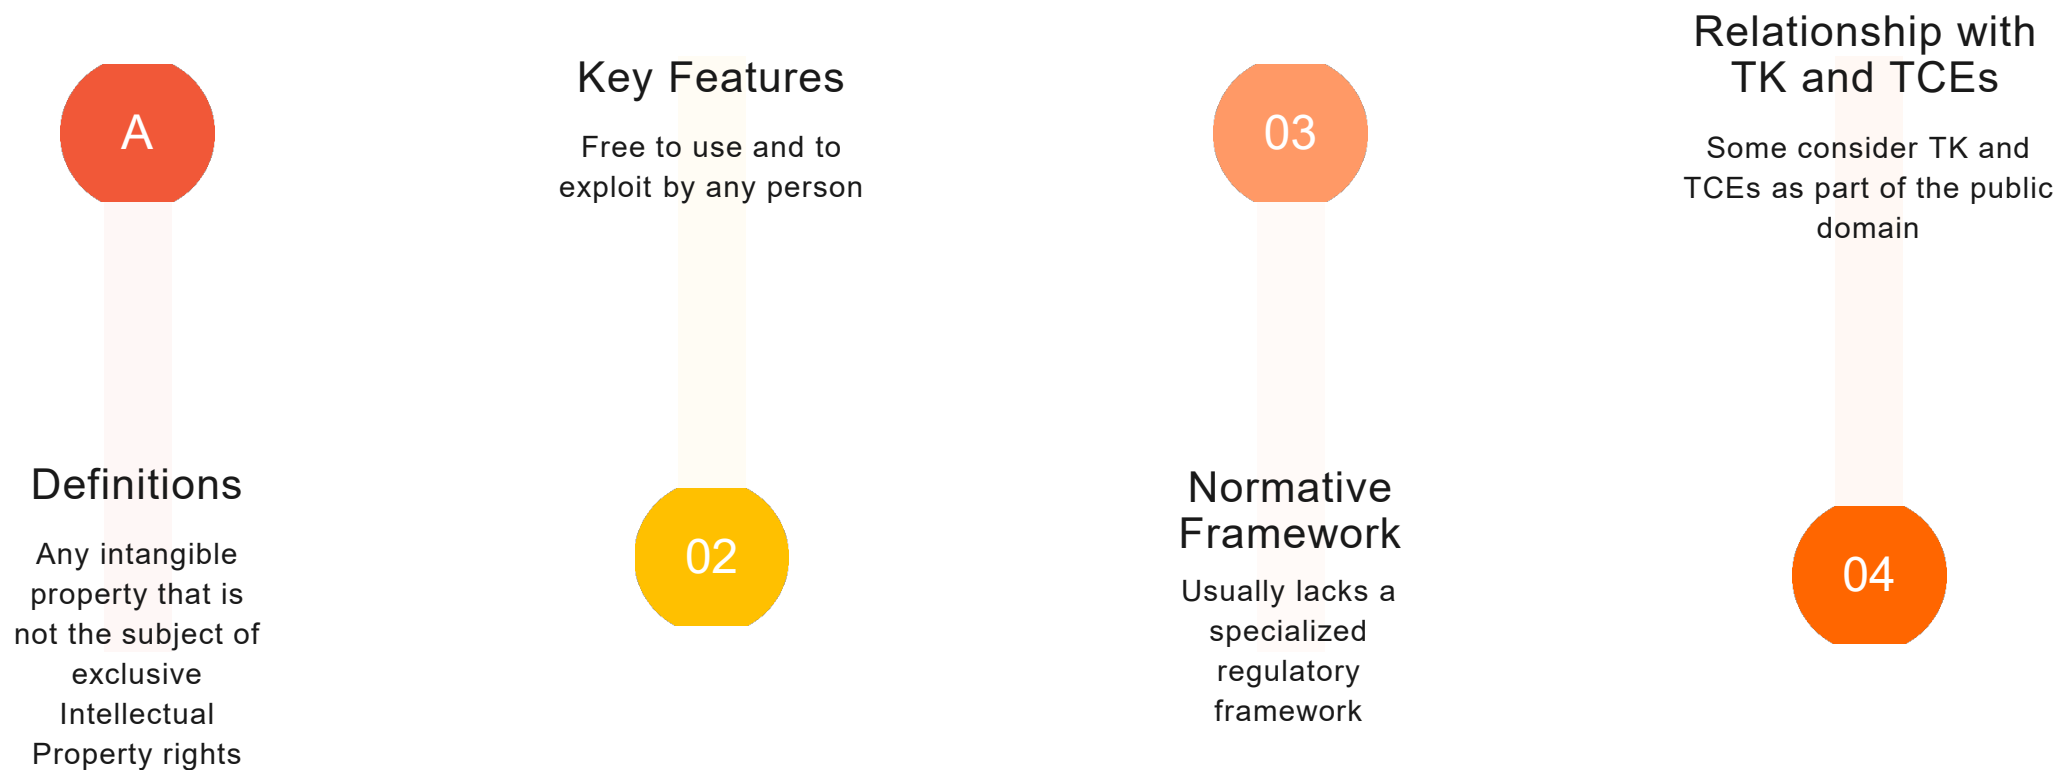 A
Definitions
Any intangible
property that is
not the subject of
exclusive
Intellectual
Property rights
Key Features
Free to use and to
exploit by any person
02
03
Normative
Framework
Usually lacks a
specialized
regulatory
framework
Relationship with
TK and TCEs
Some consider TK and
TCEs as part of the public
domain
04